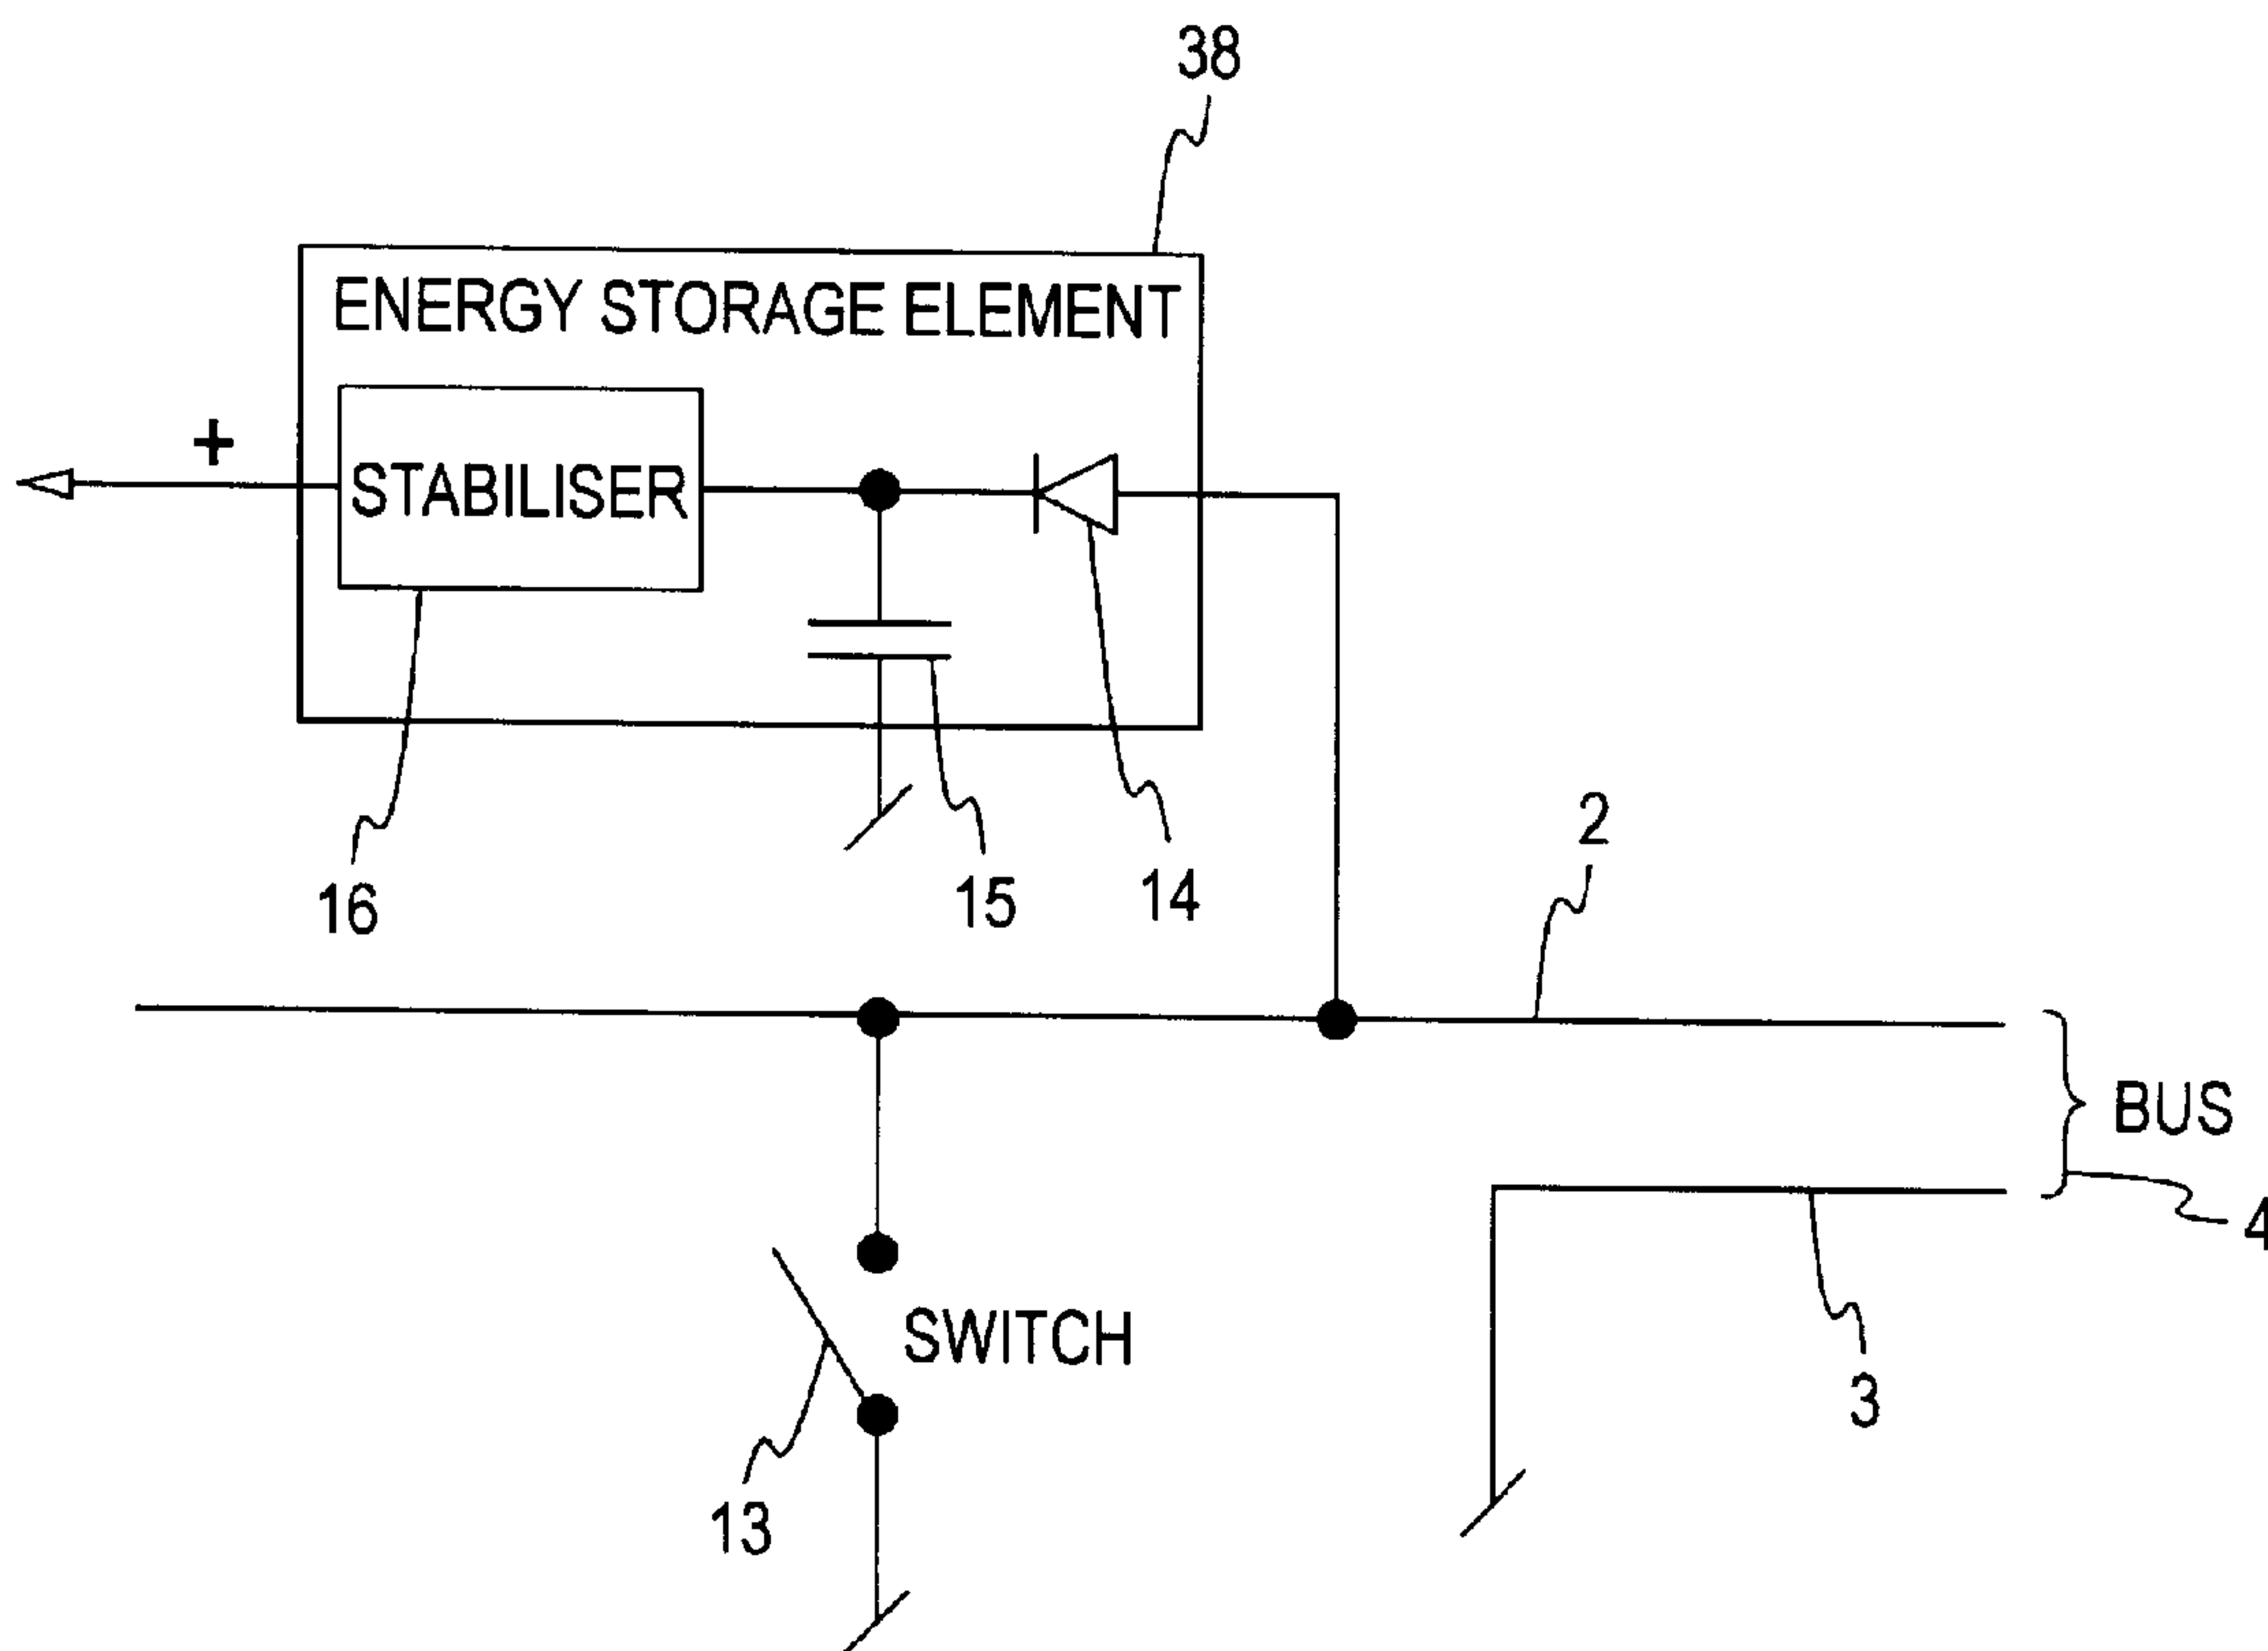 38
ENERGY STORAGE ELEMENT
+
STABILISER
16
15
14
2
BUS
4
SWITCH
3
13